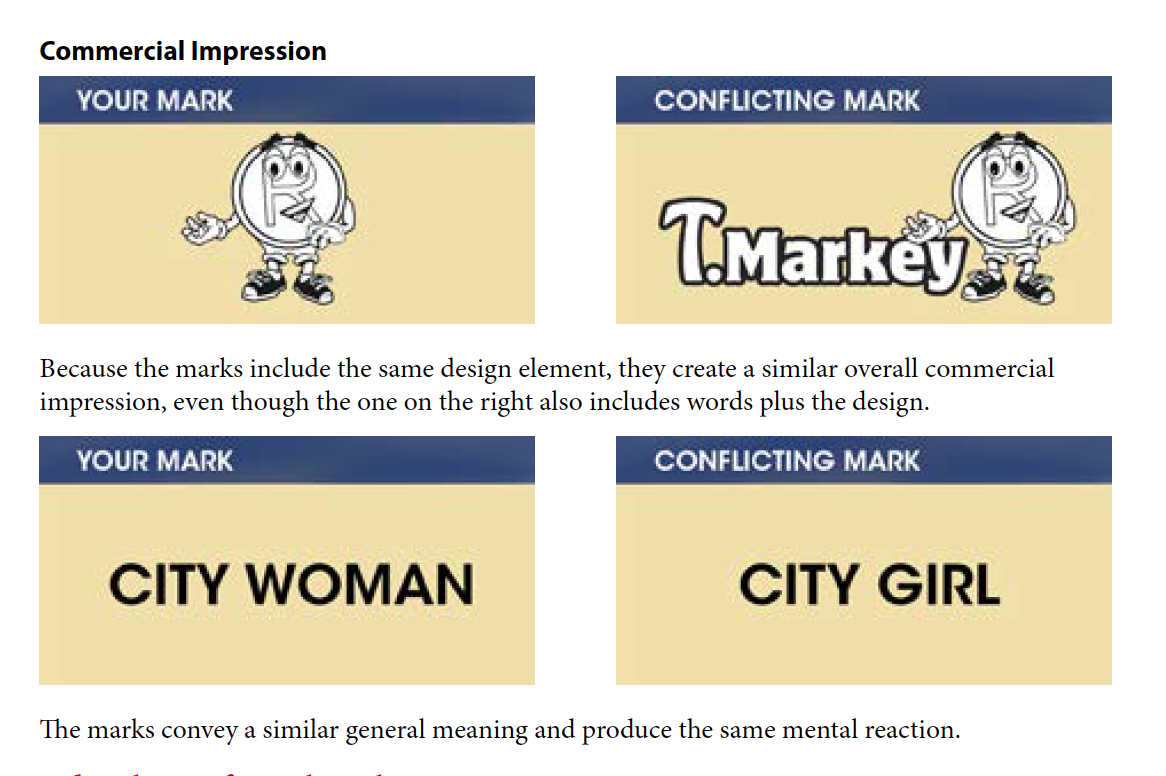 Commercial Impression
YOUR MARK
CONFLICTING MARK
R
T.Markey
R
Because the marks include the same design element, they create a similar overall commercial
impression, even though the one on the right also includes words plus the design.
YOUR MARK
CONFLICTING MARK
CITY WOMAN
CITY GIRL
The marks convey a similar general meaning and produce the same mental reaction.